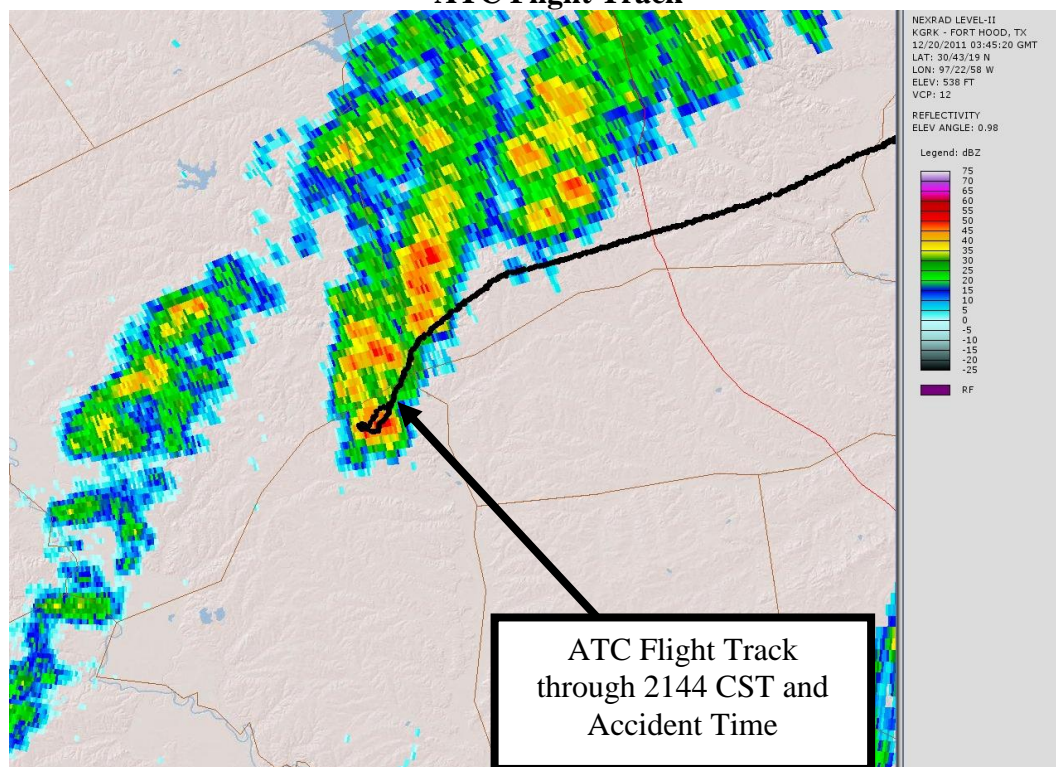 ATC Flight Track
NEXRAD LEVEL-II
KGRK - FORT HOOD, TX
12/20/2011 03:45:20 GMT
LAT: 30/43/19 N
LON: 97/22/58 W
ELEV: 538 FT
VCP: 12
REFLECTIVITY
ELEV ANGLE: 0.98
Legend: dBZ
75
70
65
60
55
50
45
40
35
30
25
20
15
10
5
0
-5
-10
-15
-20
-25
RF
ATC Flight Track
through 2144 CST and
Accident Time